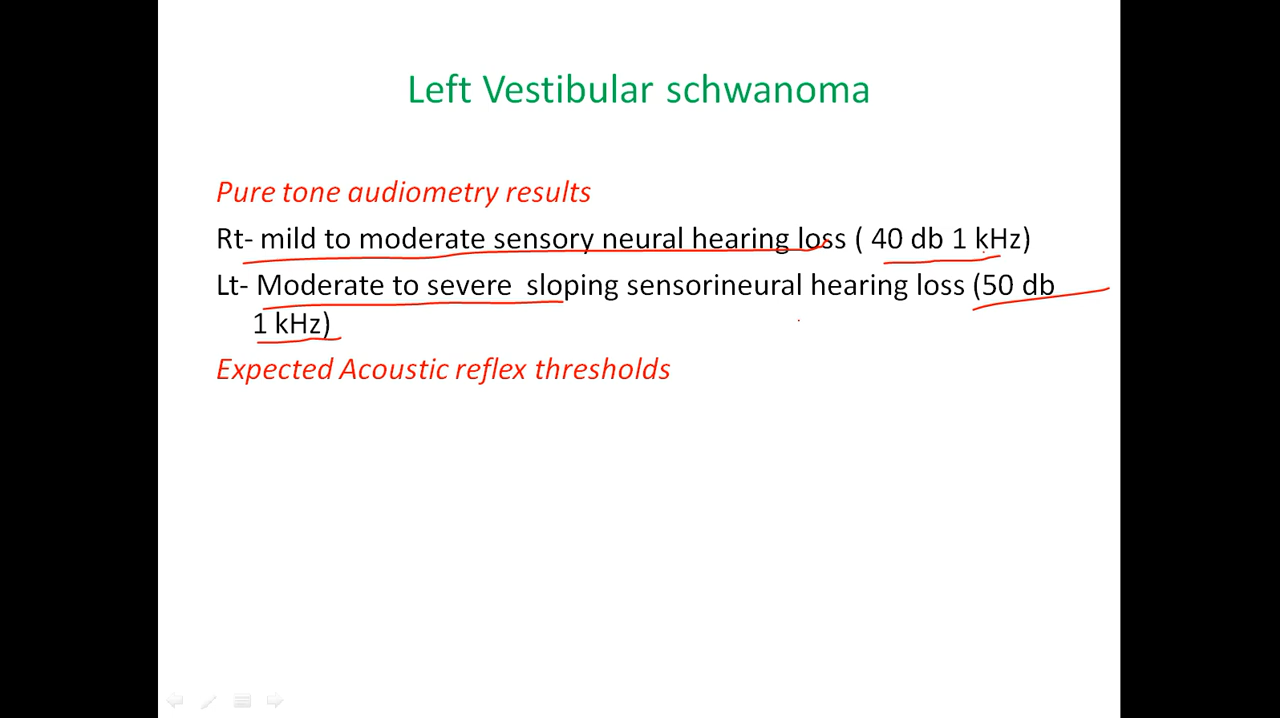 Left Vestibular schwanoma
Pure tone audiometry results
Rt- mild to moderate sensory neural hearing loss ( 40 db 1 kHz)
Lt- Moderate to severe  sloping sensorineural hearing loss (50 db
1 kHz)
Expected Acoustic reflex thresholds